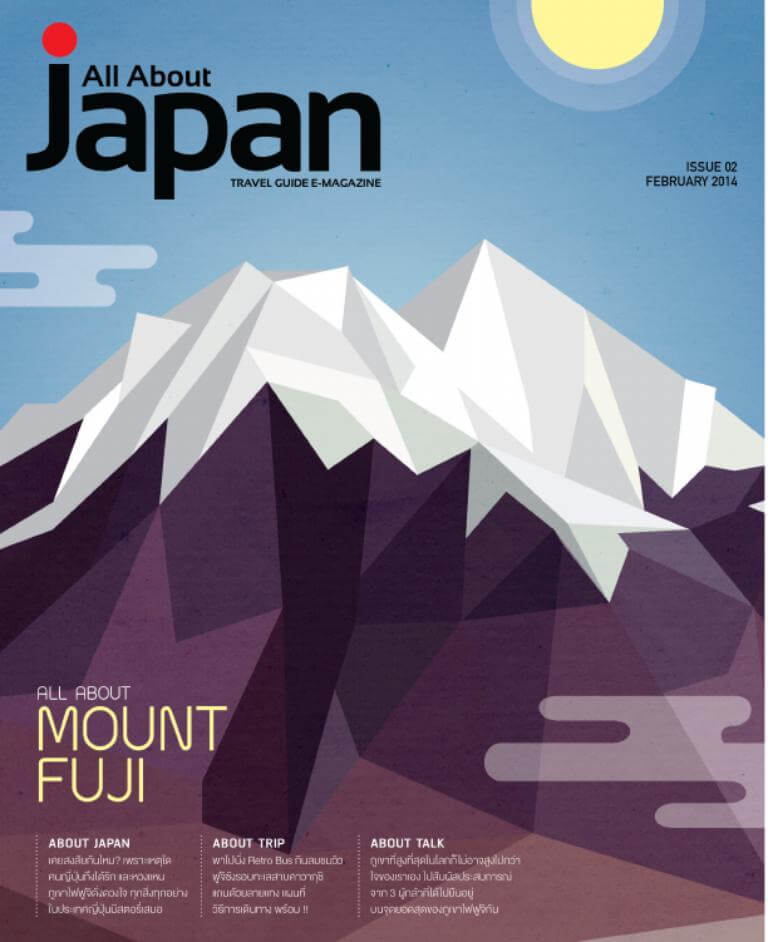 All About
Japan
TRAVEL GUIDE E-MAGAZINE
ISSUE 02
FEBRUARY 2014
ALL ABOUT
MOUNT
FUJI
ABOUT JAPAN
เคยสงสัยกันไหม? เพราะเหตุใด
คนญี่ปุ่นถึงได้รัก และหวงแหน
ภูเขาไฟฟูจิดั่งดวงใจ ทุกสิ่งทุกอย่าง
ในประเทศญี่ปุ่นมีสตอรี่เสมอ
ABOUT TRIP
พาไปนั่ง Retro Bus กินลมชมวิว
ฟูจิซังรอบทะเลสาบคาวากุจิ
แถมด้วยลายแทง แผนที่
วิธีการเดินทาง พร้อม !!
ABOUT TALK
ภูเขาที่สูงที่สุดในโลกก็ไม่อาจสูงไปกว่า
ใจของเราเอง ไปสัมผัสประสบการณ์
จาก 3 ผู้กล้าที่ได้ไปยืนอยู่
บนจุดยอดสุดของภูเขาไฟฟูจิกัน